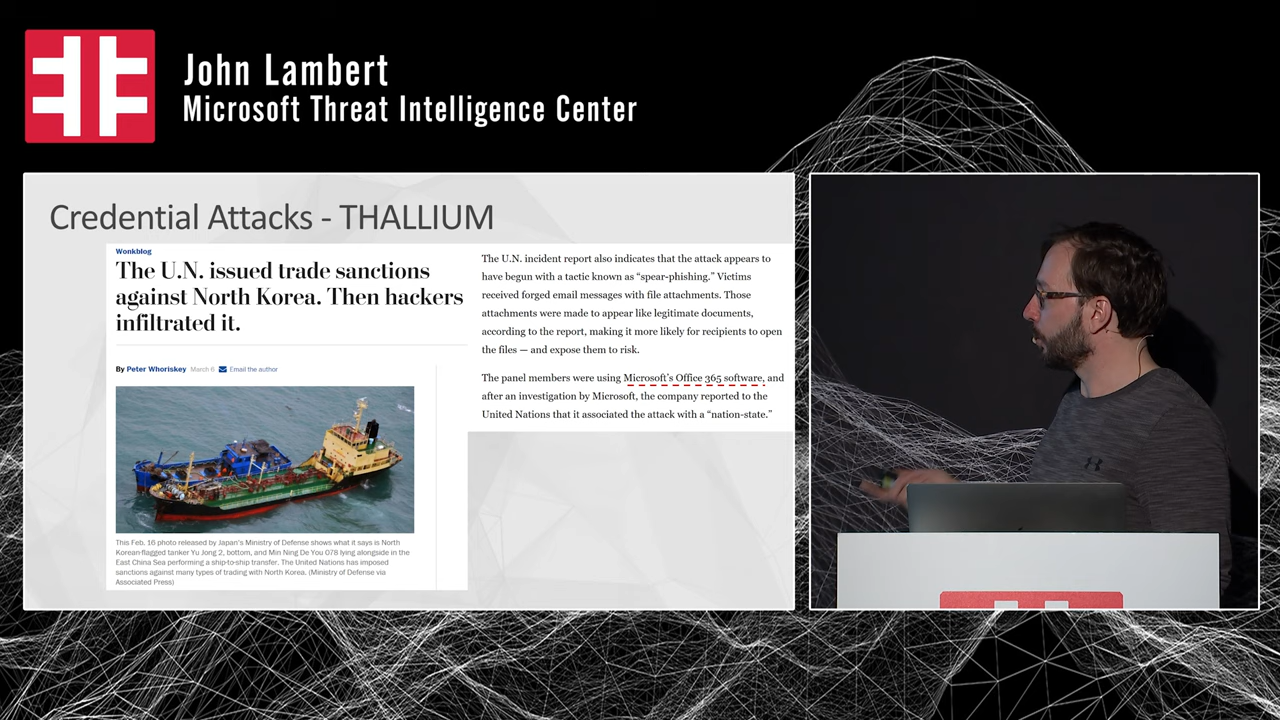 John Lambert
Microsoft Threat Intelligence Center
Credential Attacks - THALLIUM
Wonkblog
The U.N. issued trade sanctions
against North Korea. Then hackers
infiltrated it.
By Peter Whoriskey March 6 Email the author
This Feb. 16 photo released by Japan's Ministry of Defense shows what it says is North
Korean-flagged tanker Yu Jong 2, bottom, and Min Ning De You 078 lying alongside in the
East China Sea performing a ship-to-ship transfer. The United Nations has imposed
sanctions against many types of trading with North Korea. (Ministry of Defense via
Associated Press)
The U.N. incident report also indicates that the attack appears to
have begun with a tactic known as “spear-phishing.” Victims
received forged email messages with file attachments. Those
attachments were made to appear like legitimate documents,
according to the report, making it more likely for recipients to open
the files — and expose them to risk.
The panel members were using Microsoft’s Office 365 software, and
after an investigation by Microsoft, the company reported to the
United Nations that it associated the attack with a “nation-state.”